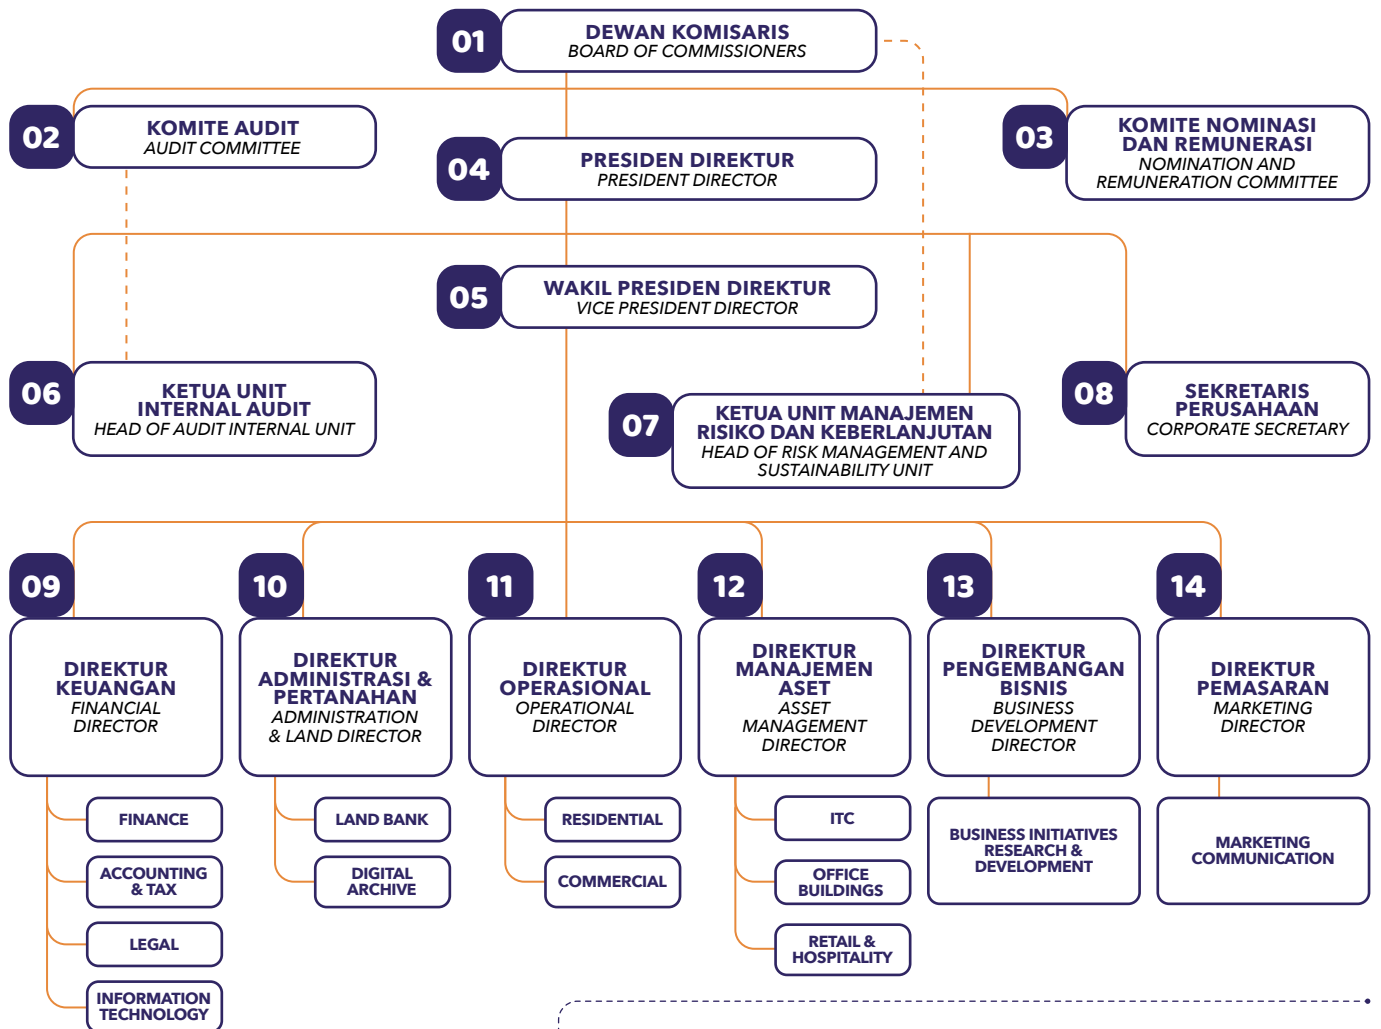 01
DEWAN KOMISARIS
BOARD OF COMMISSIONERS
02
KOMITE AUDIT
AUDIT COMMITTEE
03
KOMITE NOMINASI
DAN REMUNERASI
NOMINATION AND
REMUNERATION COMMITTEE
04
PRESIDEN DIREKTUR
PRESIDENT DIRECTOR
05
WAKIL PRESIDEN DIREKTUR
VICE PRESIDENT DIRECTOR
06
KETUA UNIT
INTERNAL AUDIT
HEAD OF AUDIT INTERNAL UNIT
07
KETUA UNIT MANAJEMEN
RISIKO DAN KEBERLANJUTAN
HEAD OF RISK MANAGEMENT AND
SUSTAINABILITY UNIT
08
SEKRETARIS
PERUSAHAAN
CORPORATE SECRETARY
09
DIREKTUR
KEUANGAN
FINANCIAL
DIRECTOR
FINANCE
ACCOUNTING
& TAX
LEGAL
INFORMATION
TECHNOLOGY
10
DIREKTUR
ADMINISTRASI &
PERTANAHAN
ADMINISTRATION
& LAND DIRECTOR
LAND BANK
DIGITAL
ARCHIVE
11
DIREKTUR
OPERASIONAL
OPERATIONAL
DIRECTOR
RESIDENTIAL
COMMERCIAL
12
DIREKTUR
MANAJEMEN
ASET
ASSET
MANAGEMENT
DIRECTOR
ITC
OFFICE
BUILDINGS
RETAIL &
HOSPITALITY
13
DIREKTUR
PENGEMBANGAN
BISNIS
BUSINESS
DEVELOPMENT
DIRECTOR
BUSINESS INITIATIVES
RESEARCH &
DEVELOPMENT
14
DIREKTUR
PEMASARAN
MARKETING
DIRECTOR
MARKETING
COMMUNICATION